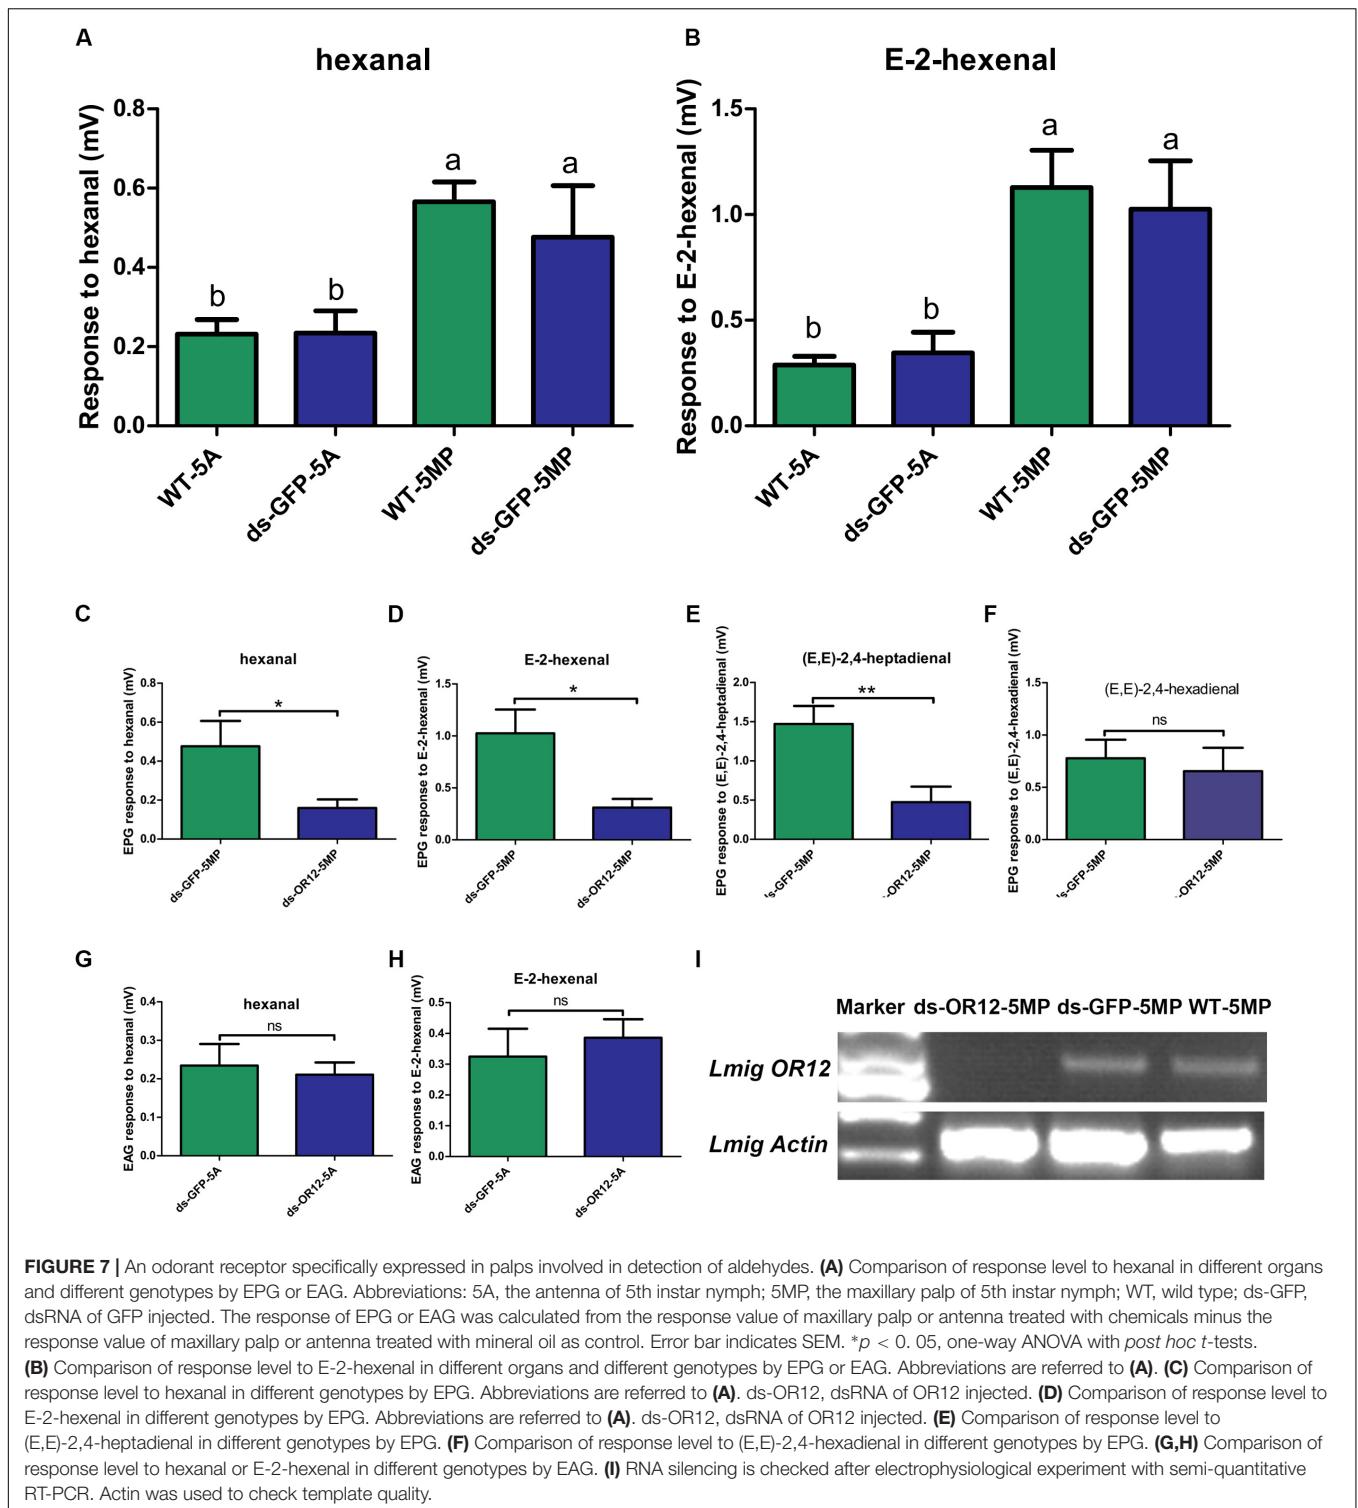 A
hexanal
Response to hexanal (mV)
0.8
0.6
0.4
0.2
0.0
b
b
a
a
WT-5A
ds-GFP-5A
WT-5MP
ds-GFP-5MP
B
E-2-hexenal
Response to E-2-hexenal (mV)
1.5
1.0
0.5
0.0
b
b
a
a
WT-5A
ds-GFP-5A
WT-5MP
ds-GFP-5MP
C
hexanal
EPG response to hexanal (mV)
0.8
0.6
0.4
0.2
0.0
*
ds-GFP-5MP
ds-OR12-5MP
D
E-2-hexenal
EPG response to E-2-hexenal (mV)
1.5
1.0
0.5
0.0
*
ds-GFP-5MP
ds-OR12-5MP
E
(E,E)-2,4-heptadienal
EPG response to (E,E)-2,4-heptadienal (mV)
2.0
1.5
1.0
0.5
0.0
**
ds-GFP-5MP
s-OR12-5MP
F
(E,E)-2,4-hexadienal
EPG response to (E,E)-2,4-hexadienal (mV)
1.5
1.0
0.5
0.0
ns
ds-GFP-5MP
s-OR12-5MP
G
hexanal
EAG response to hexanal (mV)
0.4
0.3
0.2
0.1
0.0
ns
ds-GFP-5A
ds-OR12-5A
H
E-2-hexenal
EAG response to E-2-hexenal (mV)
0.5
0.4
0.3
0.2
0.1
0.0
ns
ds-GFP-5A
ds-OR12-5A
I
Marker ds-OR12-5MP ds-GFP-5MP WT-5MP
Lmig OR12
Lmig Actin
FIGURE 7 | An odorant receptor specifically expressed in palps involved in detection of aldehydes. (A) Comparison of response level to hexanal in different organs
and different genotypes by EPG or EAG. Abbreviations: 5A, the antenna of 5th instar nymph; 5MP, the maxillary palp of 5th instar nymph; WT, wild type; ds-GFP,
dsRNA of GFP injected. The response of EPG or EAG was calculated from the response value of maxillary palp or antenna treated with chemicals minus the
response value of maxillary palp or antenna treated with mineral oil as control. Error bar indicates SEM. *p < 0. 05, one-way ANOVA with post hoc t-tests.
(B) Comparison of response level to E-2-hexenal in different organs and different genotypes by EPG or EAG. Abbreviations are referred to (A). (C) Comparison of
response level to hexanal in different genotypes by EPG. Abbreviations are referred to (A). ds-OR12, dsRNA of OR12 injected. (D) Comparison of response level to
E-2-hexenal in different genotypes by EPG. Abbreviations are referred to (A). ds-OR12, dsRNA of OR12 injected. (E) Comparison of response level to
(E,E)-2,4-heptadienal in different genotypes by EPG. (F) Comparison of response level to (E,E)-2,4-hexadienal in different genotypes by EPG. (G,H) Comparison of
response level to hexanal or E-2-hexenal in different genotypes by EAG. (I) RNA silencing is checked after electrophysiological experiment with semi-quantitative
RT-PCR. Actin was used to check template quality.